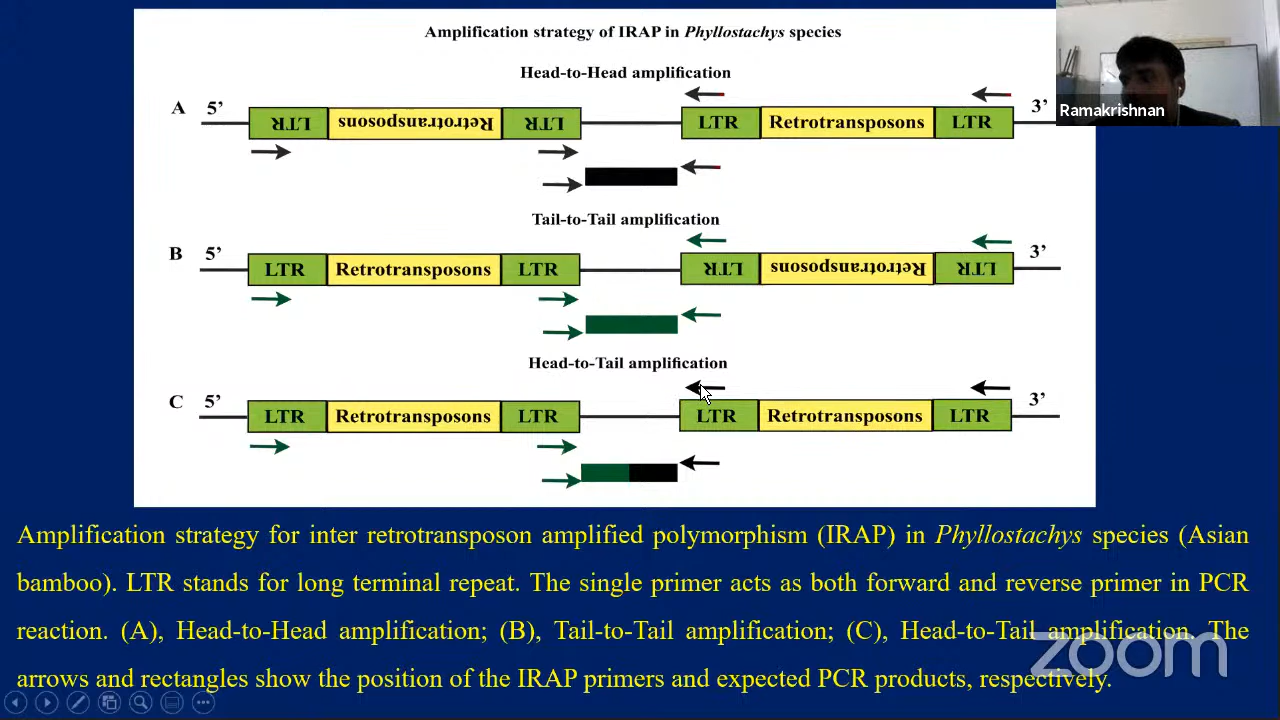 Amplification strategy of IRAP in Phyllostachys species
Head-to-Head amplification
A 5’ LTR Retrotransposons LTR LTR Retrotransposons LTR 3’
Ramakrishnan
Tail-to-Tail amplification
B 5’ LTR Retrotransposons LTR LTR Retrotransposons LTR 3’
Head-to-Tail amplification
C 5’ LTR Retrotransposons LTR LTR Retrotransposons LTR 3’
Amplification strategy for inter retrotransposon amplified polymorphism (IRAP) in Phyllostachys species (Asian
bamboo). LTR stands for long terminal repeat. The single primer acts as both forward and reverse primer in PCR
reaction. (A), Head-to-Head amplification; (B), Tail-to-Tail amplification; (C), Head-to-Tail amplification. The
arrows and rectangles show the position of the IRAP primers and expected PCR products, respectively.
zoom